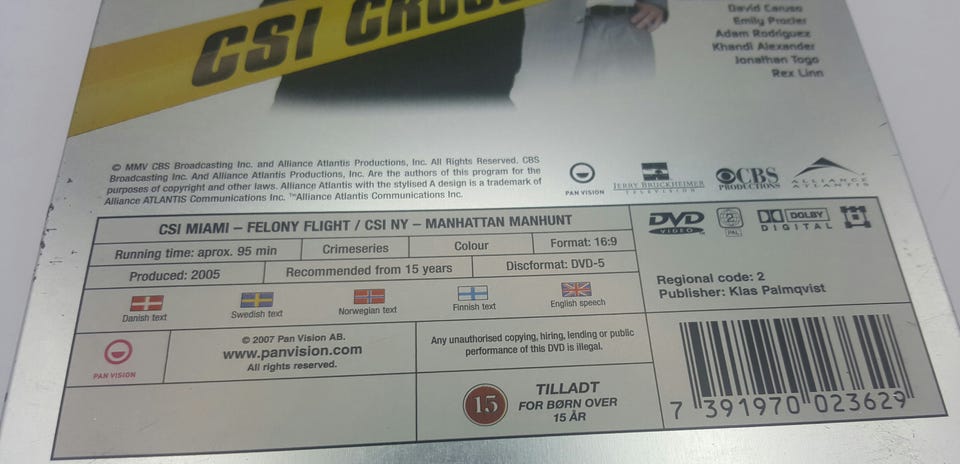 CSI CROSS
David Caruso
Emily Procter
Adam Rodriguez
Khandi Alexander
Jonathan Togo
Rex Linn
© MMV CBS Broadcasting Inc. and Alliance Atlantis Productions, Inc. All Rights Reserved. CBS
Broadcasting Inc. And Alliance Atlantis Productions, Inc. Are the authors of this program for the
purposes of copyright and other laws. Alliance Atlantis with the stylised A design is a trademark of
Alliance ATLANTIS Communications Inc. ™Alliance Atlantis Communications Inc.
PAN VISION
JERRY BRUCKHEIMER
TELEVISION
CBS
PRODUCTIONS
ALLIANCE
ATLANTIS
CSI MIAMI – FELONY FLIGHT / CSI NY – MANHATTAN MANHUNT
Running time: aprox. 95 min
Crimeseries
Colour
Format: 16:9
Produced: 2005
Recommended from 15 years
Discformat: DVD-5
Danish text
Swedish text
Norwegian text
Finnish text
English speech
DVD
VIDEO
2
PAL
DOLBY
DIGITAL
Regional code: 2
Publisher: Klas Palmqvist
PAN VISION
© 2007 Pan Vision AB.
www.panvision.com
All rights reserved.
Any unauthorised copying, hiring, lending or public
performance of this DVD is illegal.
15
TILLADT
FOR BØRN OVER
15 ÅR
7 391970 023629